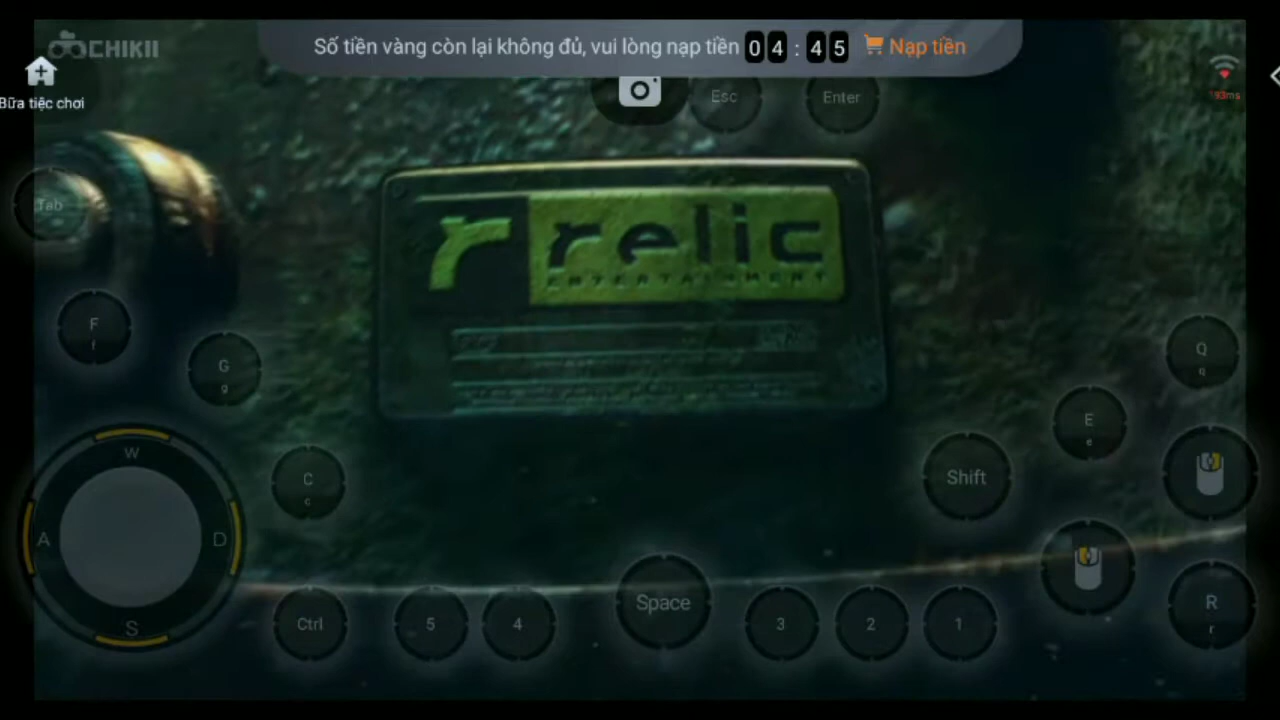 CHIKII
Số tiền vàng còn lại không đủ, vui lòng nạp tiền 04:45 Nạp tiền
Bữa tiệc chơi
93ms
Esc
Enter
Tab
r relic
ENTERTAINMENT
F
f
G
g
Q
q
E
e
C
c
Shift
W
A
D
S
Ctrl
5
4
Space
3
2
1
R
r